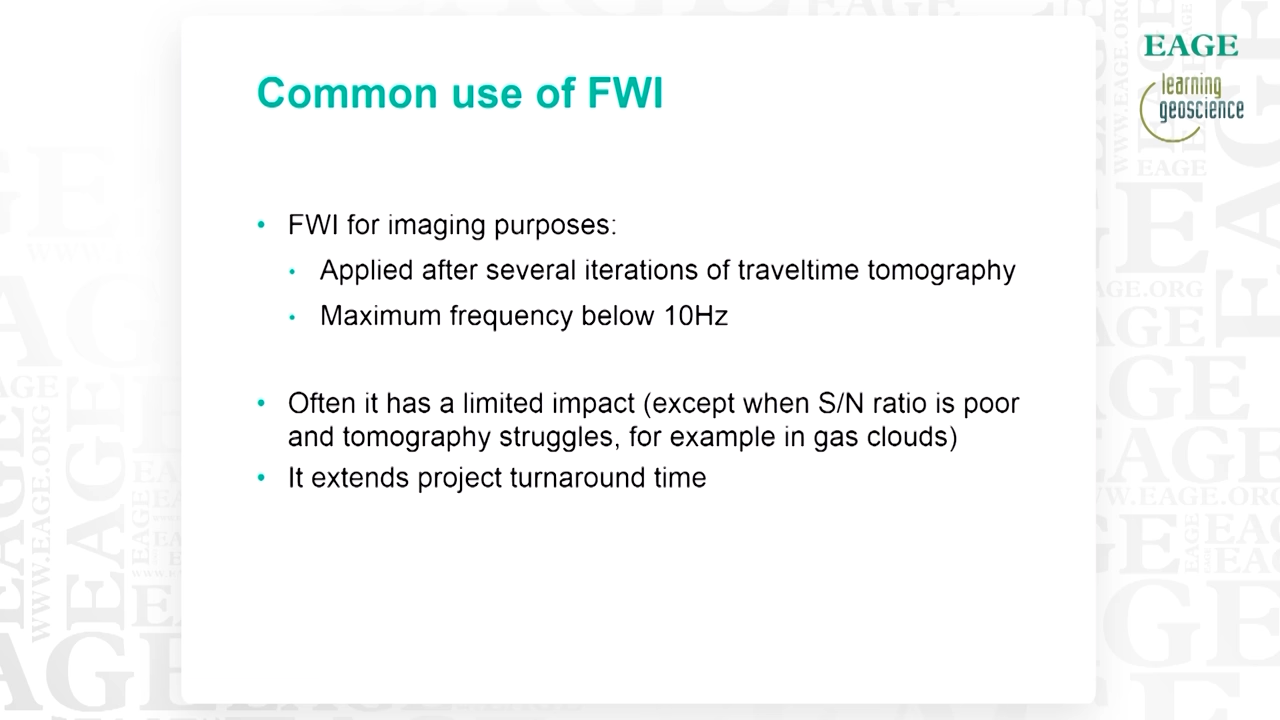 Common use of FWI
• FWI for imaging purposes:
• Applied after several iterations of traveltime tomography
• Maximum frequency below 10Hz
• Often it has a limited impact (except when S/N ratio is poor
and tomography struggles, for example in gas clouds)
• It extends project turnaround time
EAGE
learning
geoscience